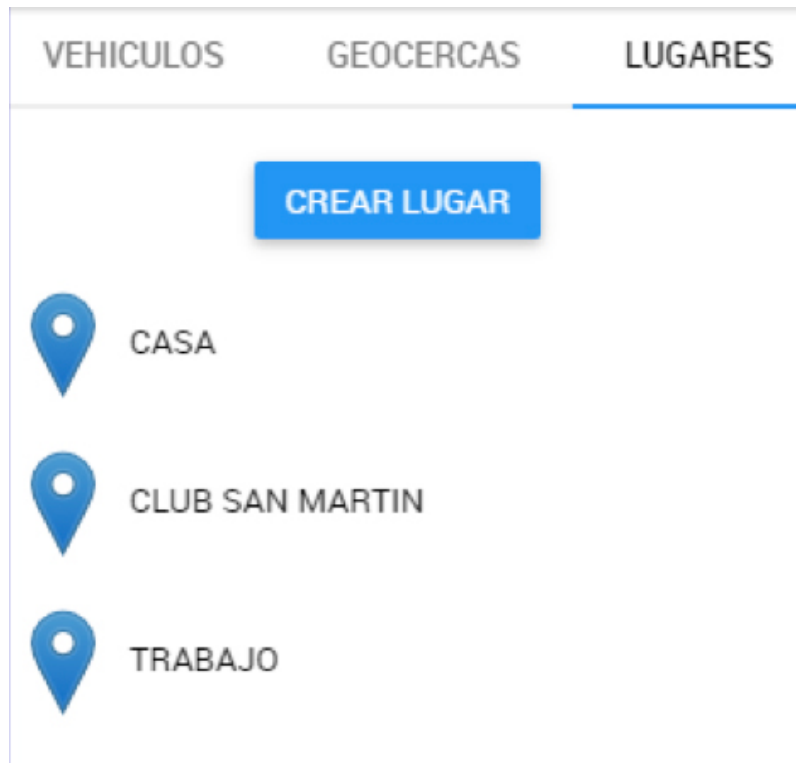 VEHICULOS GEOCERCAS LUGARES
CREAR LUGAR
CASA
CLUB SAN MARTIN
TRABAJO